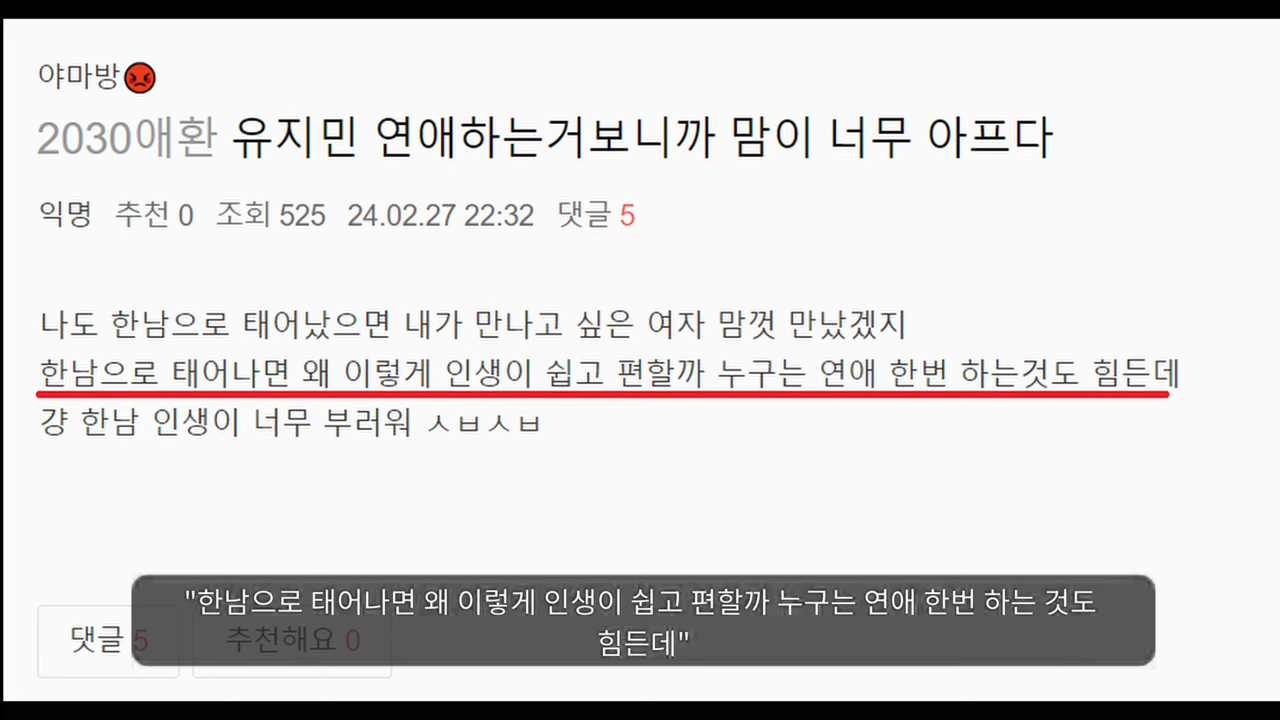 야마방😡
2030애환 유지민 연애하는거보니까 맘이 너무 아프다
익명 추천 0 조회 525 24.02.27 22:32 댓글 5
나도 한남으로 태어났으면 내가 만나고 싶은 여자 맘껏 만났겠지
한남으로 태어나면 왜 이렇게 인생이 쉽고 편할까 누구는 연애 한번 하는것도 힘든데
걍 한남 인생이 너무 부러워 ㅅㅂㅅㅂ
"한남으로 태어나면 왜 이렇게 인생이 쉽고 편할까 누구는 연애 한번 하는 것도
힘든데"
댓글 5 추천해요 0